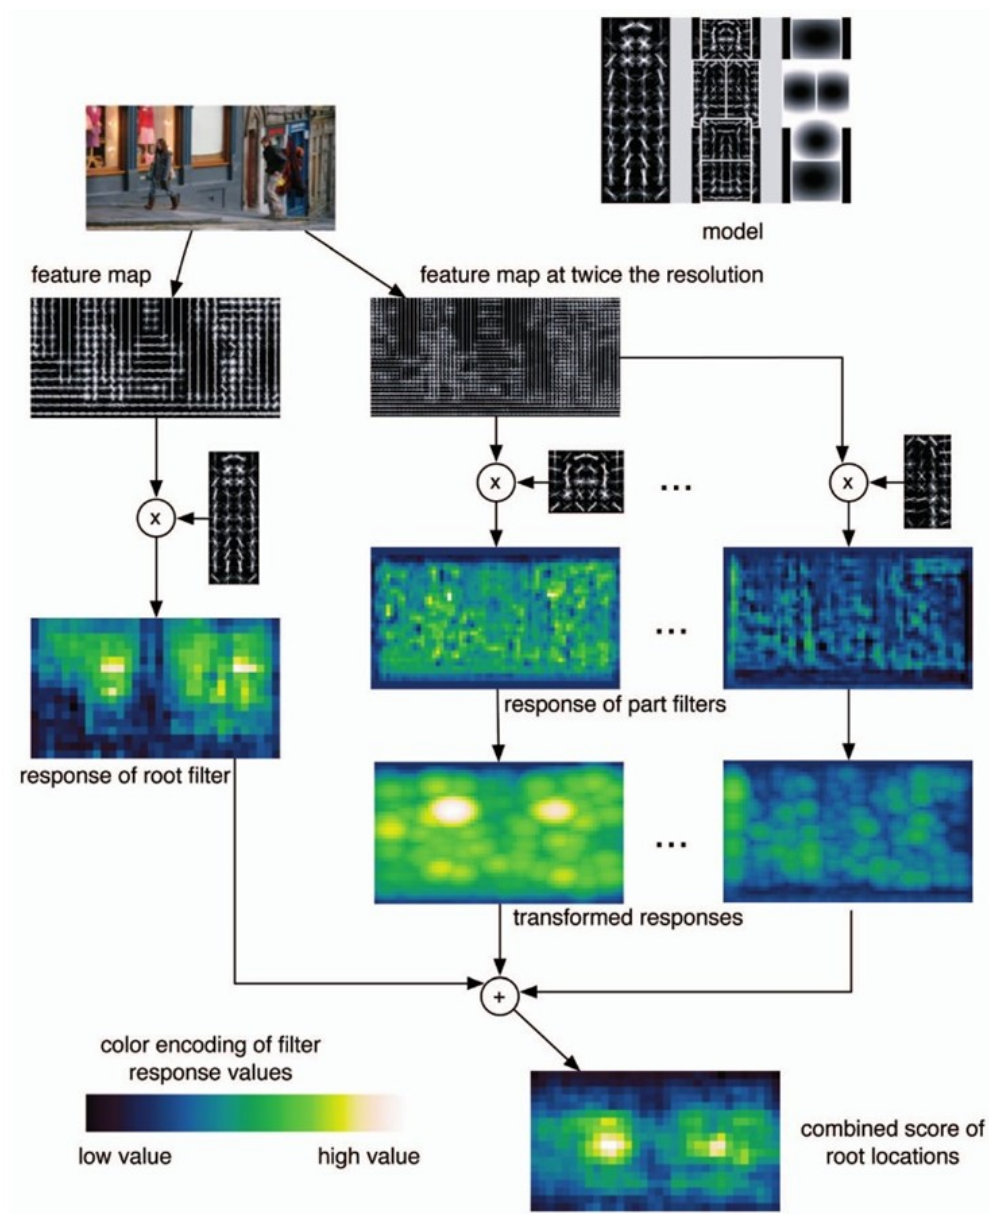 model
feature map
feature map at twice the resolution
x
x
...
x
...
response of part filters
response of root filter
...
transformed responses
+
color encoding of filter
response values
low value
high value
combined score of
root locations